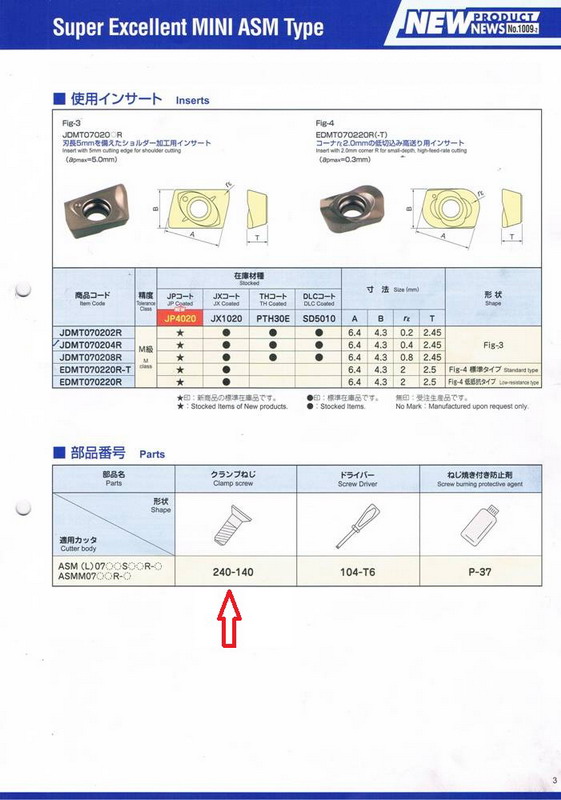 Super Excellent MINI ASM Type
NEW PRODUCT NEWS No.1009-2
■ 使用インサート Inserts
Fig-3
JDMT07020○R
刃長5mmを備えたショルダー加工用インサート
Insert with 5mm cutting edge for shoulder cutting
(apmax=5.0mm)
Fig-4
EDMT070220R(-T)
コーナrε2.0mmの低切込み高送り用インサート
Insert with 2.0mm corner R for small-depth, high-feed-rate cutting
(apmax=0.3mm)
B A T rε
B A T rε
商品コード Item Code 精度 Tolerance Class 在庫材種 Stocked 寸法 Size (mm) 形状 Shape
JPコート JXコート THコート DLCコート
JP Coated JX Coated TH Coated DLC Coated
JP4020 JX1020 PTH30E SD5010 A B rε T
JDMT070202R M級 M class ★ ● ● ● 6.4 4.3 0.2 2.45 Fig-3
JDMT070204R ★ ● ● ● 6.4 4.3 0.4 2.45
JDMT070208R ★ ● ● ● 6.4 4.3 0.8 2.45
EDMT070220R-T ★ ● 6.4 4.3 2 2.5 Fig-4 標準タイプ Standard type
EDMT070220R ★ ● 6.4 4.3 2 2.5 Fig-4 低抵抗タイプ Low-resistance type
★印：新商品の標準在庫品です。 ●印：標準在庫品です。 無印：受注生産品です。
★ : Stocked Items of New products. ● : Stocked Items. No Mark : Manufactured upon request only.
■ 部品番号 Parts
部品名 Parts クランプねじ Clamp screw ドライバー Screw Driver ねじ焼き付き防止剤 Screw burning protective agent
形状 Shape
適用カッタ Cutter body
ASM (L) 07○○S○○R-○
ASMM07○○R-○
240-140 104-T6 P-37
3